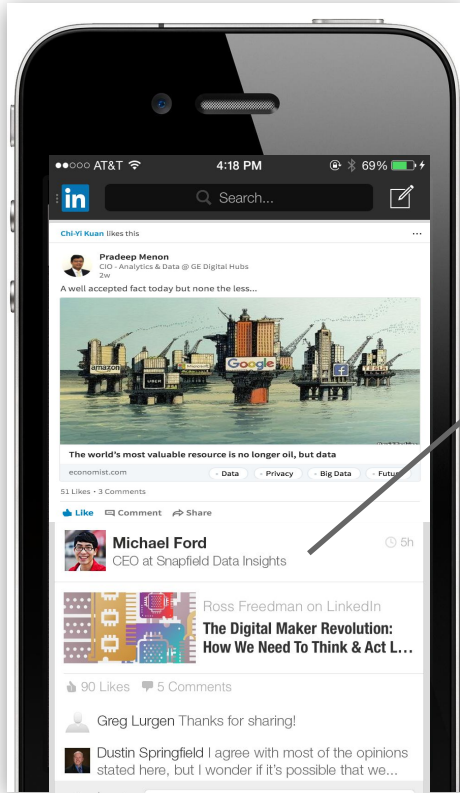 AT&T 4:18 PM 69%
in Search...
Chi-Yi Kuan likes this
Pradeep Menon
CIO - Analytics & Data @ GE Digital Hubs
2w
A well accepted fact today but none the less...
amazon
UBER
Google
The world's most valuable resource is no longer oil, but data
economist.com Data Privacy Big Data Futu
51 Likes • 3 Comments
Like Comment Share
Michael Ford 5h
CEO at Snapfield Data Insights
Ross Freedman on LinkedIn
The Digital Maker Revolution:
How We Need To Think & Act L...
90 Likes 5 Comments
Greg Lurgen Thanks for sharing!
Dustin Springfield I agree with most of the opinions
stated here, but I wonder if it's possible that we...